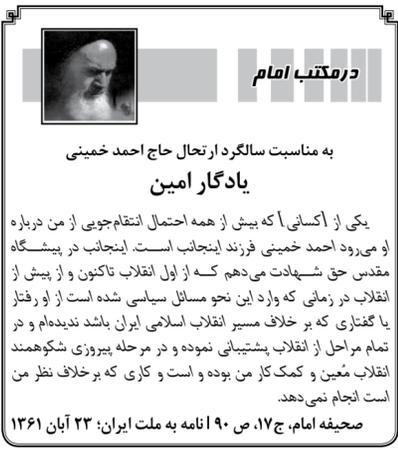 در مکتب امام
به مناسبت سالگرد ارتحال حاج احمد خمینی
یادگار امین
یکی از [کسانی] که بیش از همه احتمال انتقام‌جویی از من درباره
او می‌رود احمد خمینی فرزند اینجانب است. اینجانب در پیشگاه
مقدس حق شهادت می‌دهم که از اول انقلاب تاکنون و از پیش از
انقلاب در زمانی که وارد این نحو مسائل سیاسی شده است از او رفتار
یا گفتاری که بر خلاف مسیر انقلاب اسلامی ایران باشد ندیده‌ام و در
تمام مراحل از انقلاب پشتیبانی نموده و در مرحله پیروزی شکوهمند
انقلاب مُعین و کمک‌کار من بوده و است و کاری که برخلاف نظر من
است انجام نمی‌دهد.
صحیفه امام، ج۱۷، ص ۹۰ | نامه به ملت ایران؛ ۲۳ آبان ۱۳۶۱